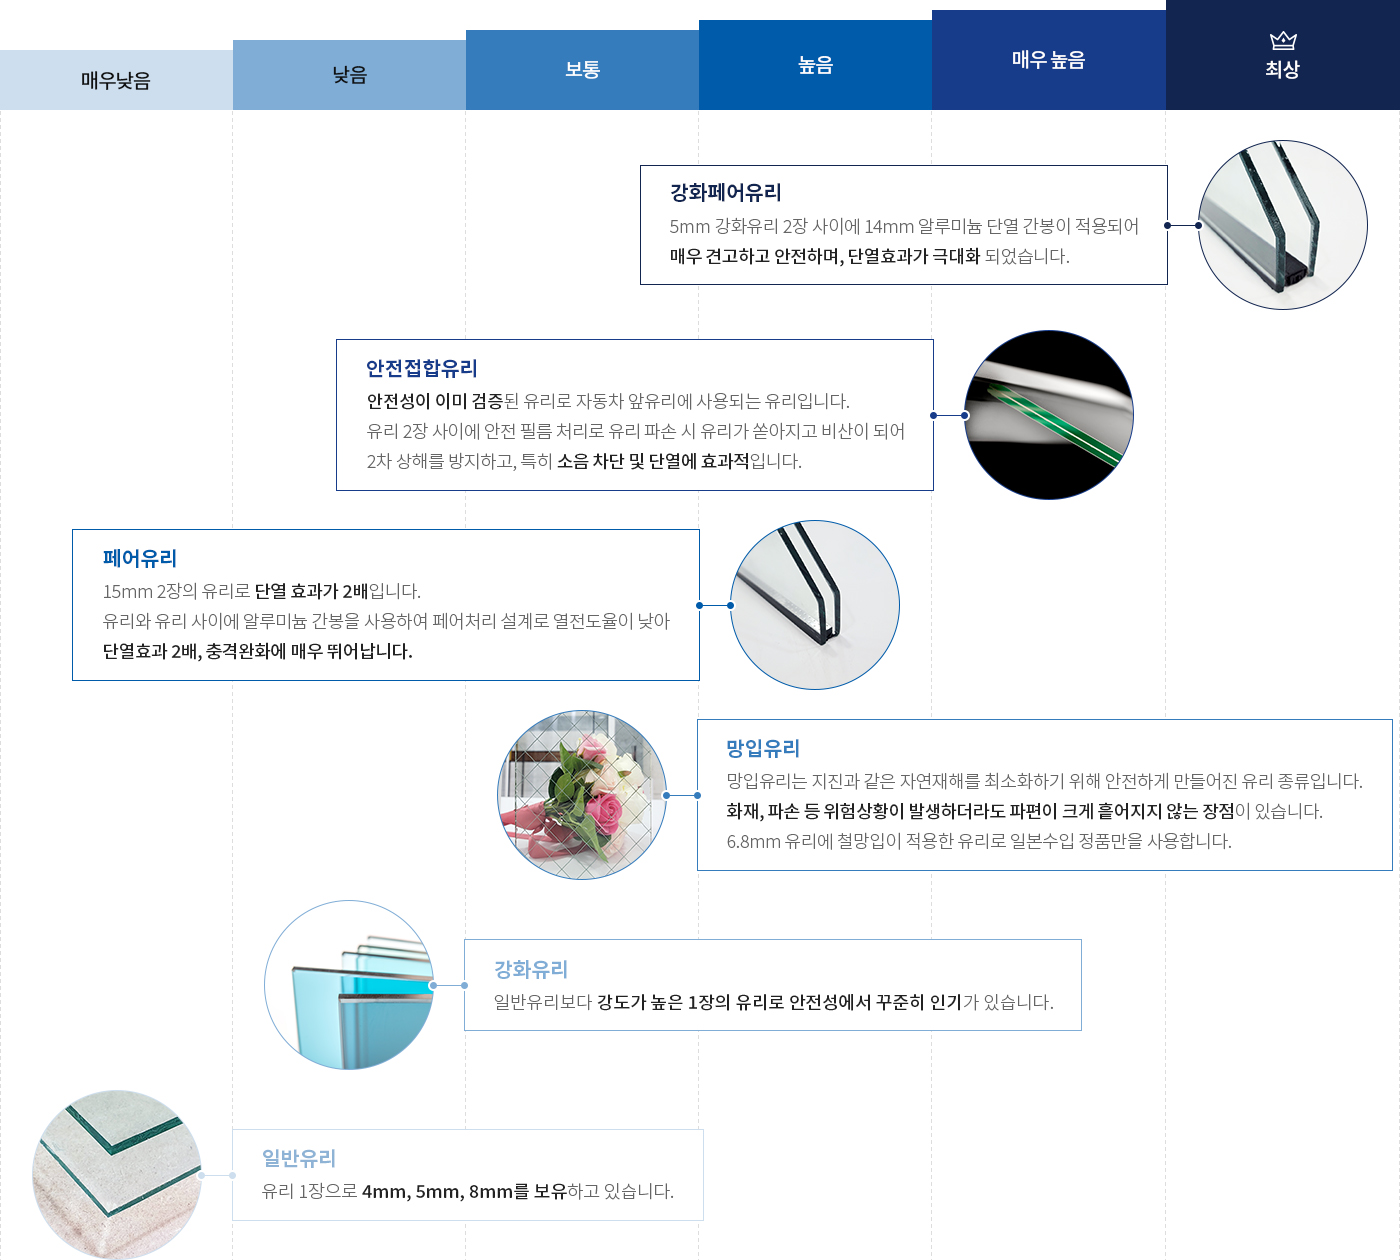 매우낮음
낮음
보통
높음
매우 높음
최상
강화페어유리
5mm 강화유리 2장 사이에 14mm 알루미늄 단열 간봉이 적용되어
매우 견고하고 안전하며, 단열효과가 극대화 되었습니다.
안전접합유리
안전성이 이미 검증된 유리로 자동차 앞유리에 사용되는 유리입니다.
유리 2장 사이에 안전 필름 처리로 유리 파손 시 유리가 쏟아지고 비산이 되어
2차 상해를 방지하고, 특히 소음 차단 및 단열에 효과적입니다.
페어유리
15mm 2장의 유리로 단열 효과가 2배입니다.
유리와 유리 사이에 알루미늄 간봉을 사용하여 페어처리 설계로 열전도율이 낮아
단열효과 2배, 충격완화에 매우 뛰어납니다.
망입유리
망입유리는 지진과 같은 자연재해를 최소화하기 위해 안전하게 만들어진 유리 종류입니다.
화재, 파손 등 위험상황이 발생하더라도 파편이 크게 흩어지지 않는 장점이 있습니다.
6.8mm 유리에 철망입이 적용한 유리로 일본수입 정품만을 사용합니다.
강화유리
일반유리보다 강도가 높은 1장의 유리로 안전성에서 꾸준히 인기가 있습니다.
일반유리
유리 1장으로 4mm, 5mm, 8mm를 보유하고 있습니다.